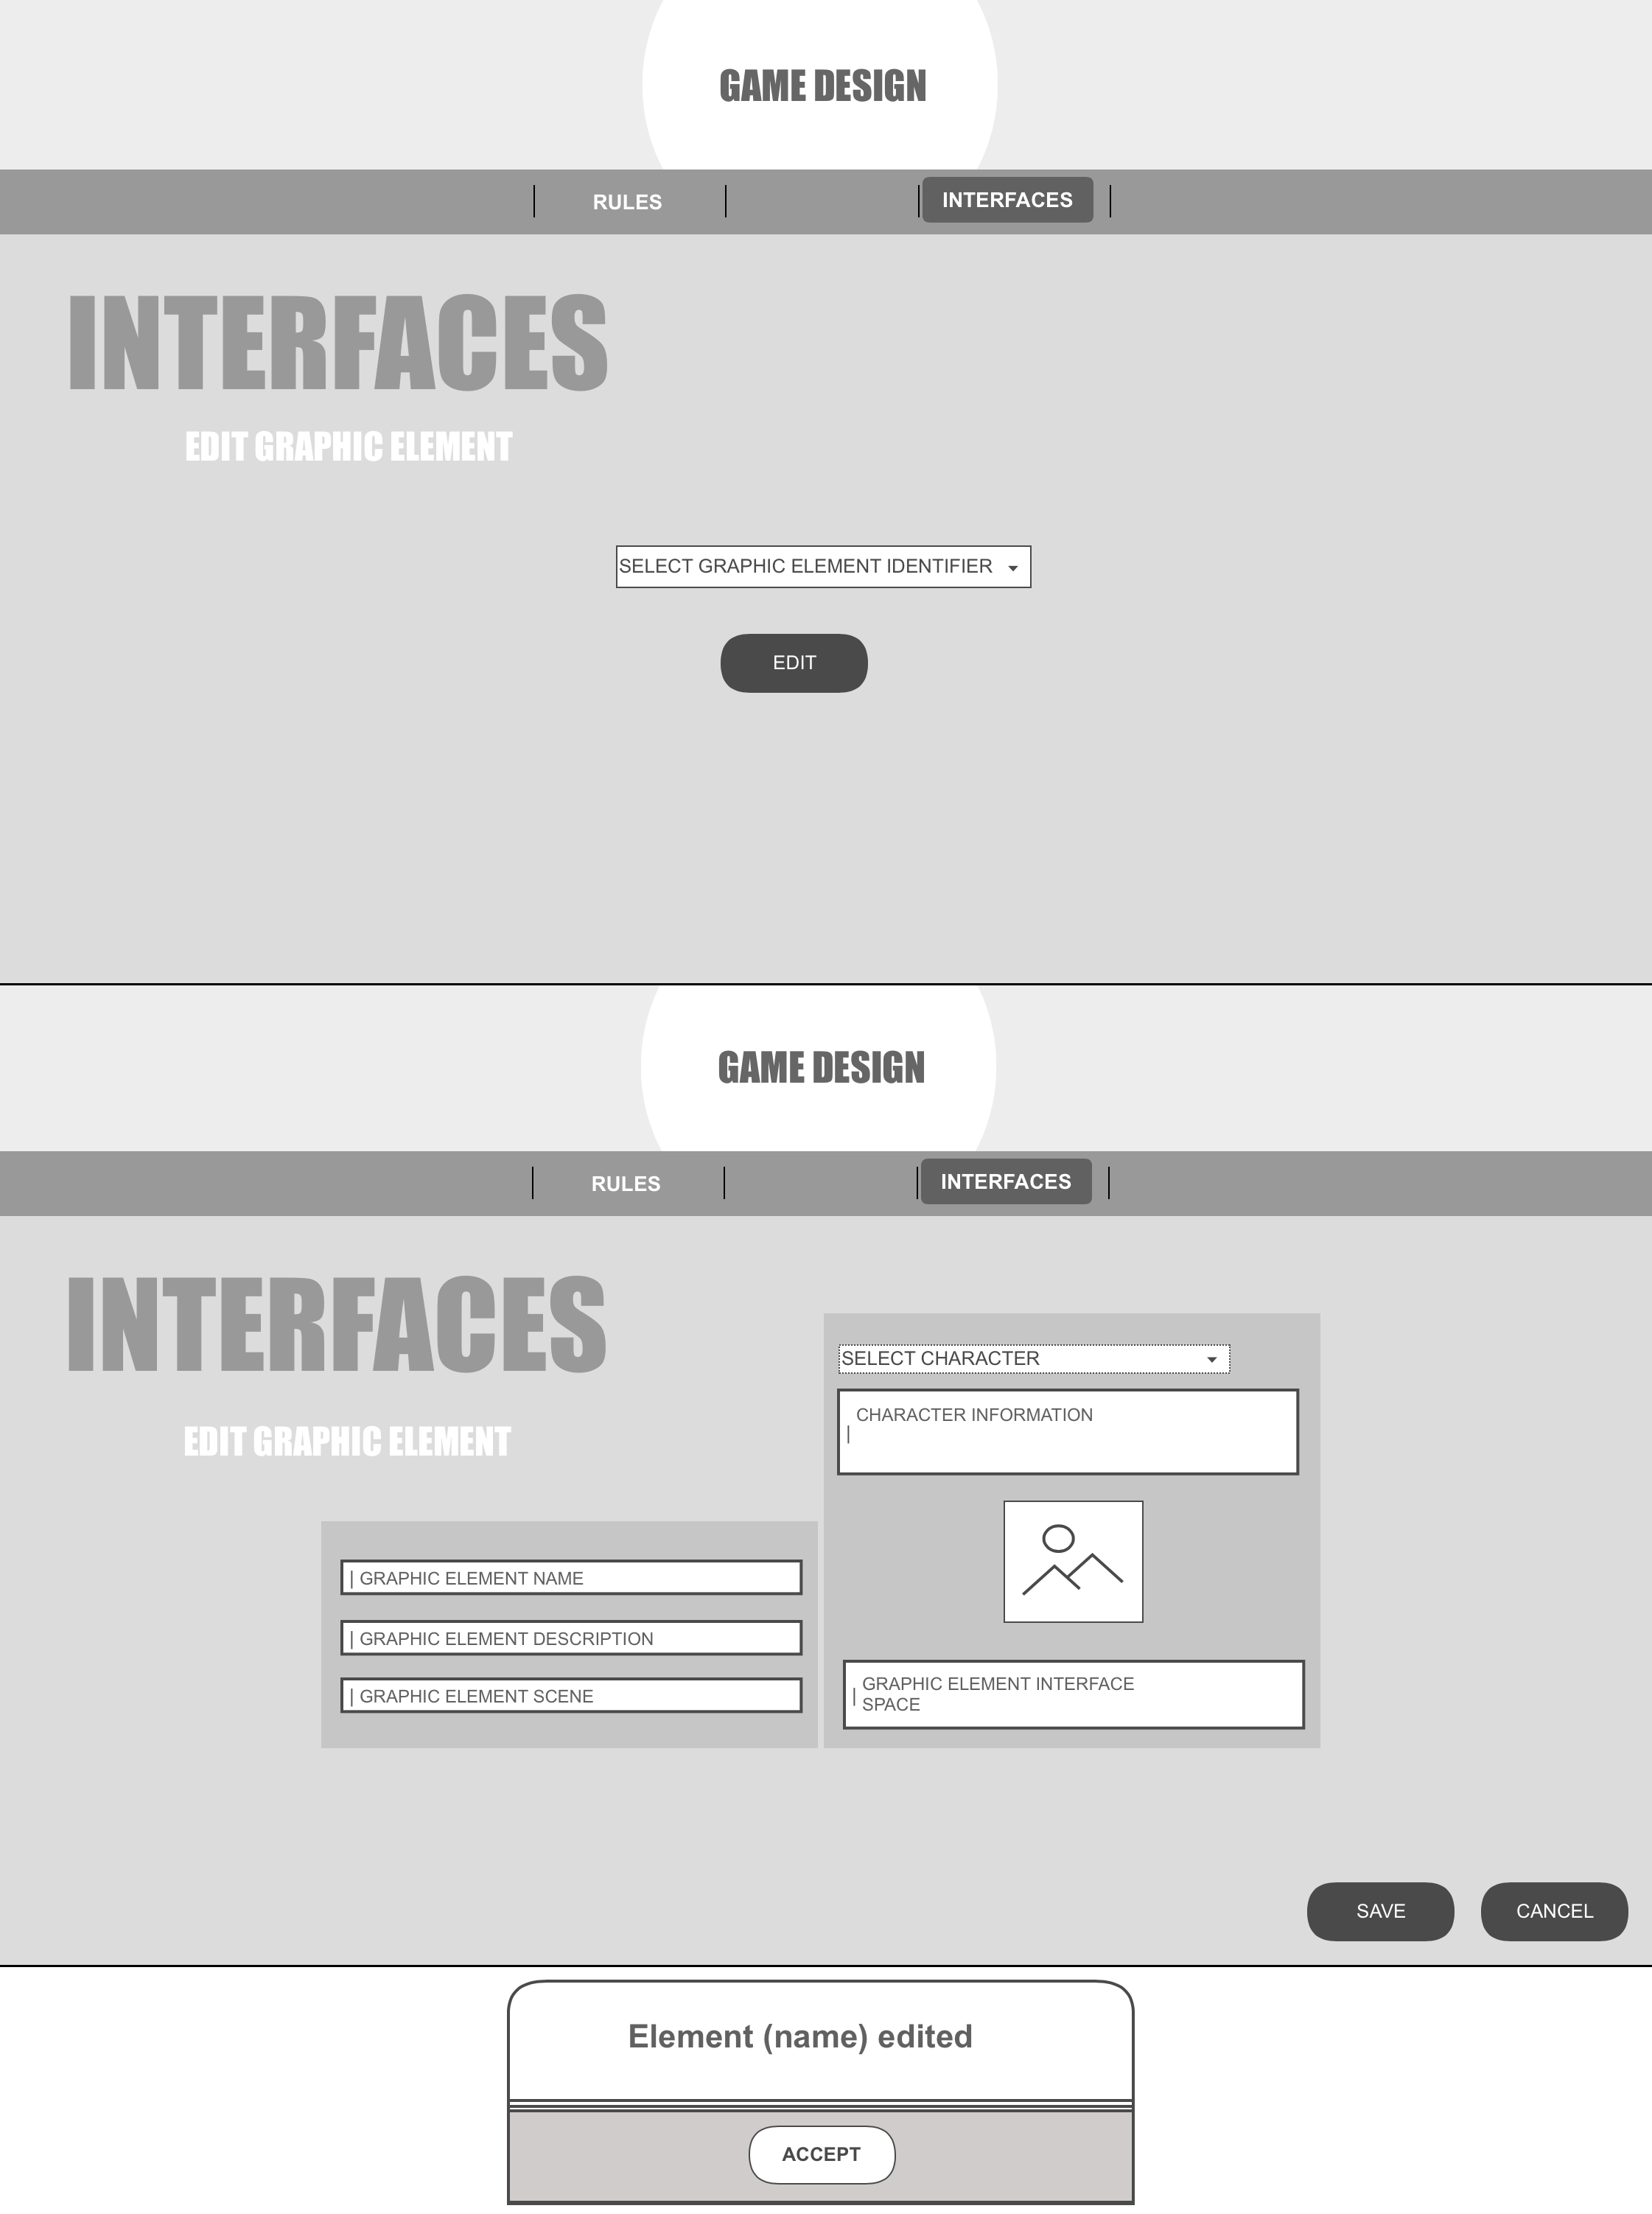 GAME DESIGN
RULES
INTERFACES
INTERFACES
EDIT GRAPHIC ELEMENT
SELECT GRAPHIC ELEMENT IDENTIFIER
EDIT
GAME DESIGN
RULES
INTERFACES
INTERFACES
EDIT GRAPHIC ELEMENT
GRAPHIC ELEMENT NAME
GRAPHIC ELEMENT DESCRIPTION
GRAPHIC ELEMENT SCENE
SELECT CHARACTER
CHARACTER INFORMATION
GRAPHIC ELEMENT INTERFACE
SPACE
SAVE
CANCEL
Element (name) edited
ACCEPT